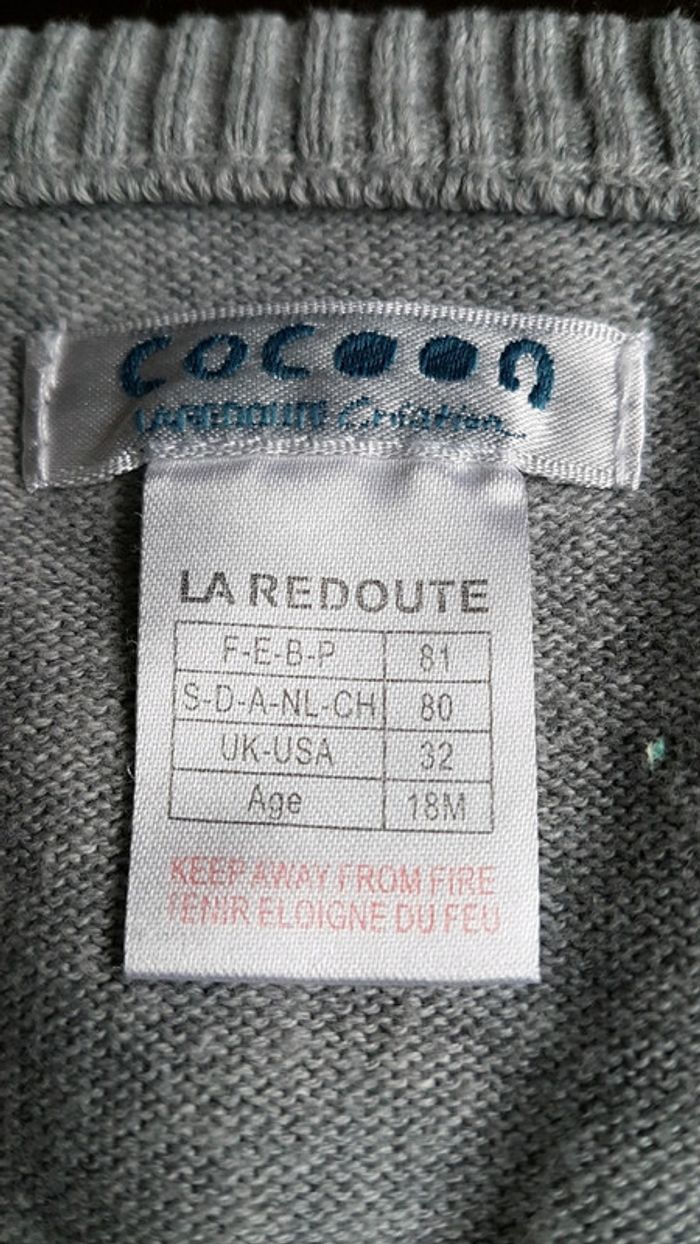 cocoon
LA REDOUTE Création
LA REDOUTE
F-E-B-P 81
S-D-A-NL-CH 80
UK-USA 32
Age 18M
KEEP AWAY FROM FIRE
TENIR ELOIGNE DU FEU